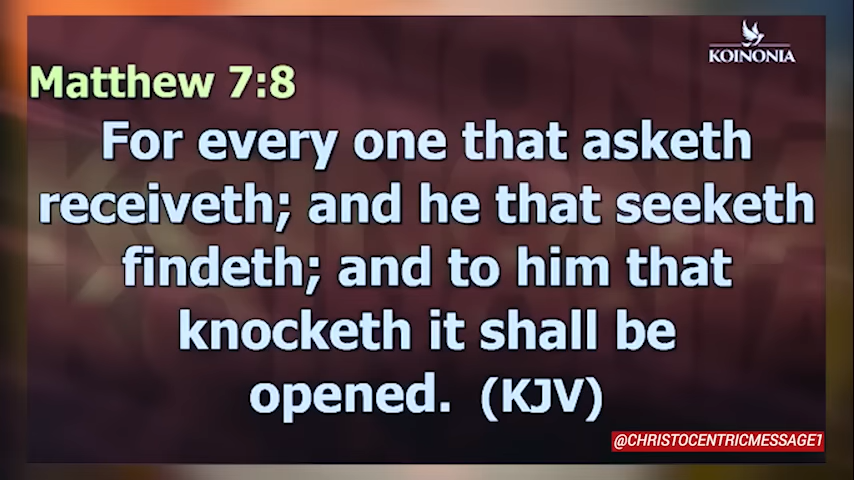 KOINONIA
Matthew 7:8
For every one that asketh
receiveth; and he that seeketh
findeth; and to him that
knocketh it shall be
opened. (KJV)
@CHRISTOCENTRICMESSAGE1